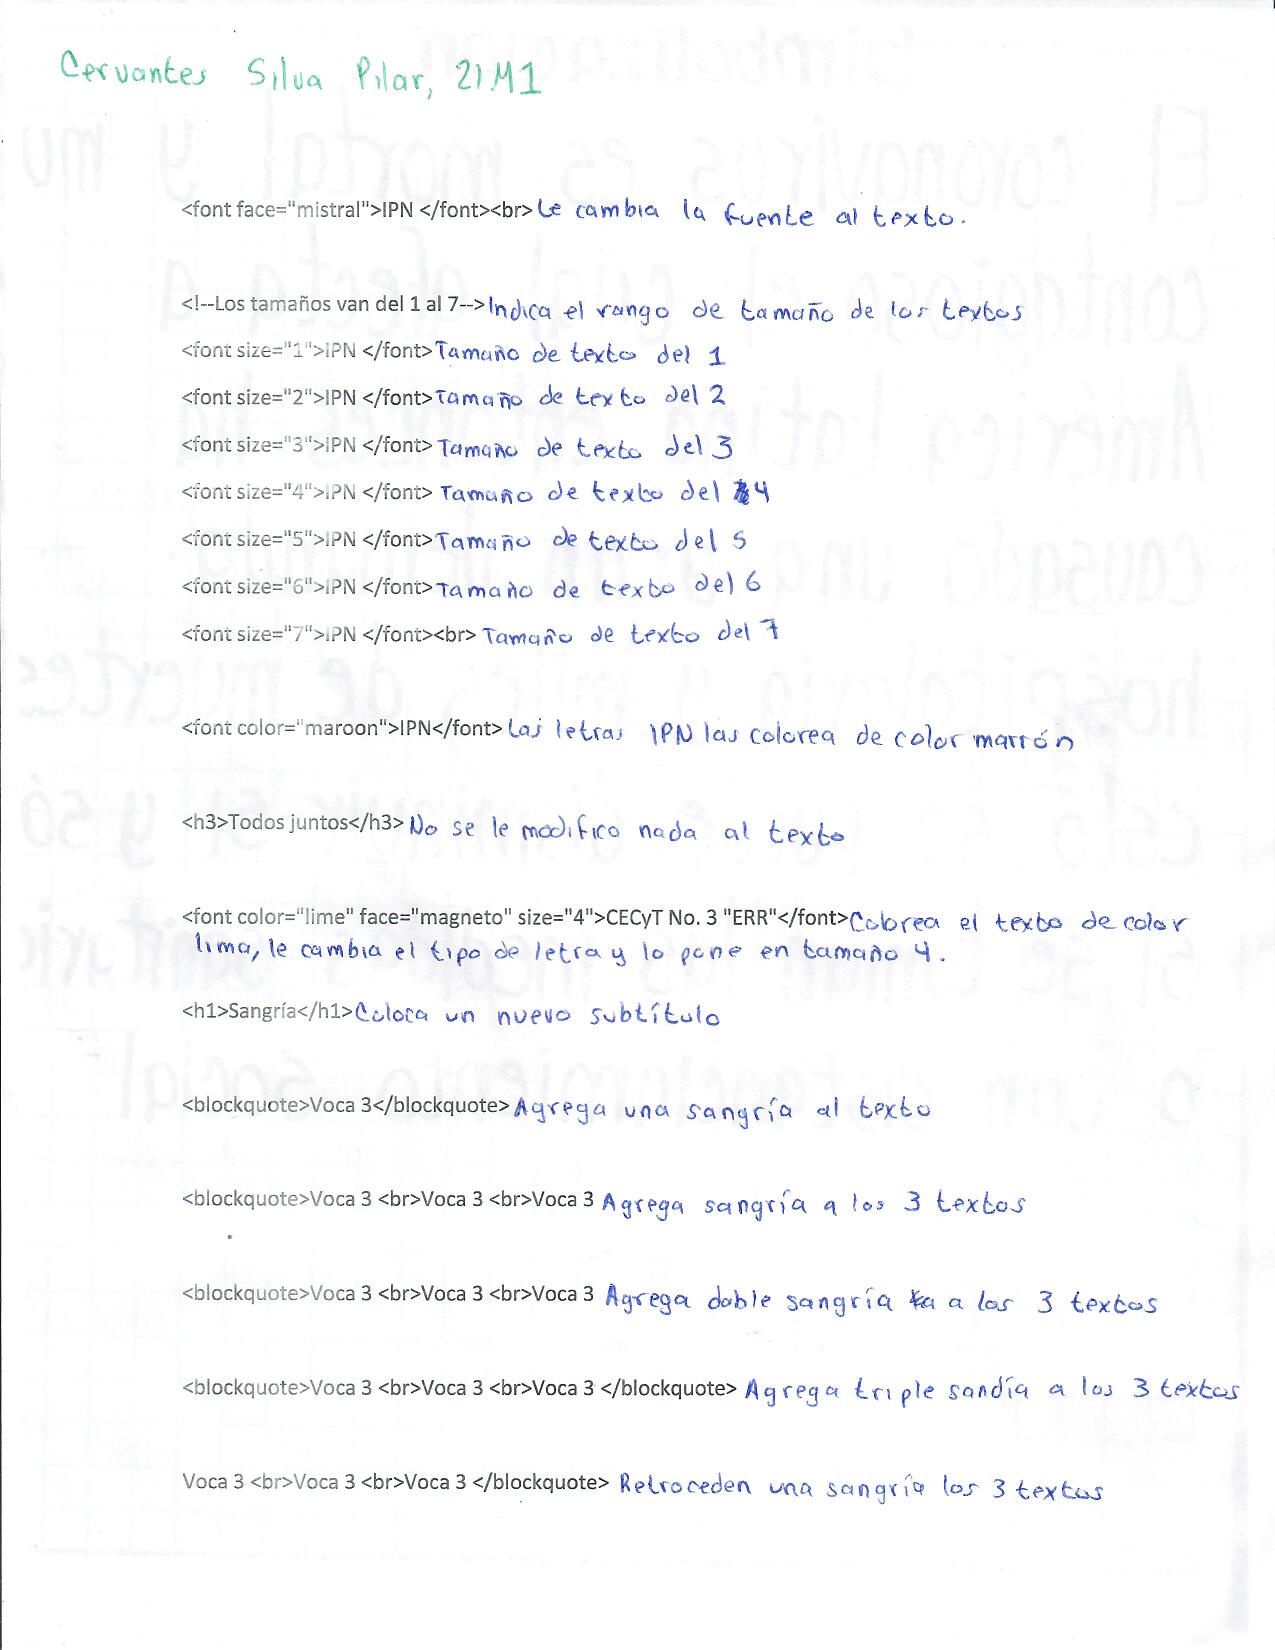 Cervantes Silva Pilar, 21M1
<font face="mistral">IPN </font><br> Le cambia la fuente al texto.
<!--Los tamaños van del 1 al 7--> Indica el rango de tamaño de los textos
<font size="1">IPN </font> Tamaño de texto del 1
<font size="2">IPN </font> Tamaño de texto del 2
<font size="3">IPN </font> Tamaño de texto del 3
<font size="4">IPN </font> Tamaño de texto del 4
<font size="5">IPN </font> Tamaño de texto del 5
<font size="6">IPN </font> Tamaño de texto del 6
<font size="7">IPN </font><br> Tamaño de texto del 7
<font color="maroon">IPN</font> Las letras IPN las colorea de color marrón
<h3>Todos juntos</h3> No se le modifico nada al texto
<font color="lime" face="magneto" size="4">CECyT No. 3 "ERR"</font> Colorea el texto de color
lima, le cambia el tipo de letra y lo pone en tamaño 4.
<h1>Sangría</h1> Coloca un nuevo subtítulo
<blockquote>Voca 3</blockquote> Agrega una sangría al texto
<blockquote>Voca 3 <br>Voca 3 <br>Voca 3 Agrega sangría a los 3 textos
<blockquote>Voca 3 <br>Voca 3 <br>Voca 3 Agrega doble sangría a los 3 textos
<blockquote>Voca 3 <br>Voca 3 <br>Voca 3 </blockquote> Agrega triple sandía a los 3 textos
Voca 3 <br>Voca 3 <br>Voca 3 </blockquote> Retroceden una sangría los 3 textos